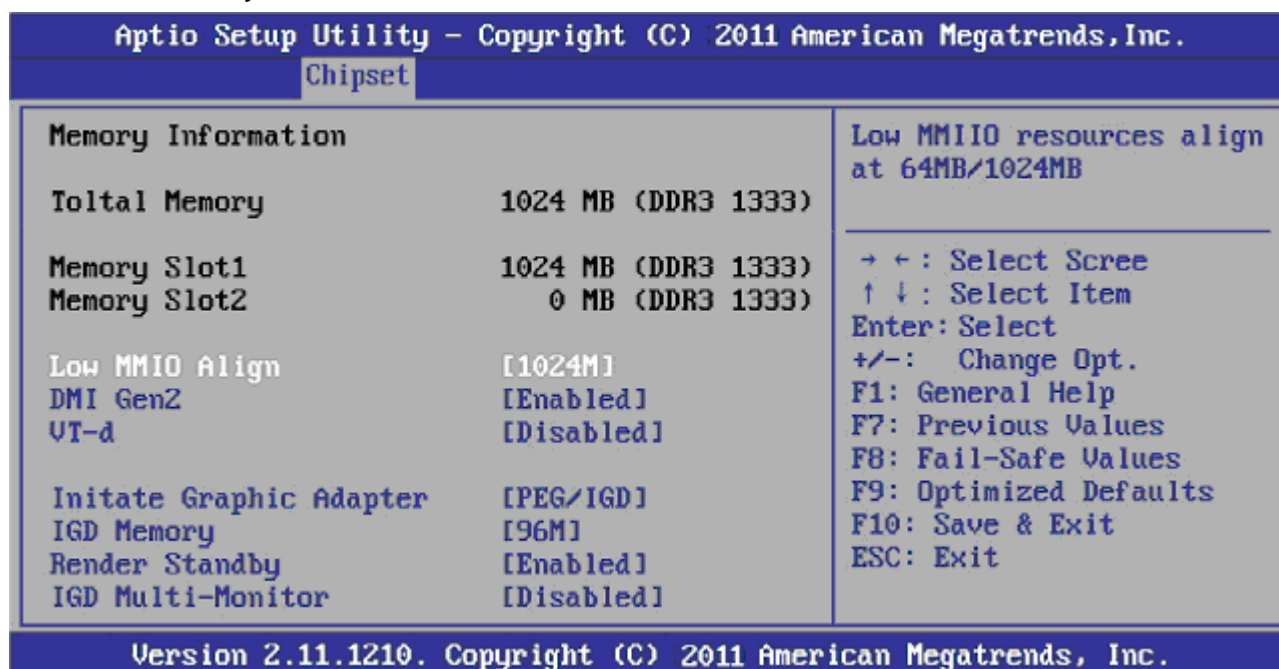 Aptio Setup Utility – Copyright (C) 2011 American Megatrends,Inc.
Chipset
Memory Information
Toltal Memory 1024 MB (DDR3 1333)
Memory Slot1 1024 MB (DDR3 1333)
Memory Slot2 0 MB (DDR3 1333)
Low MMIO Align [1024M]
DMI Gen2 [Enabled]
VT-d [Disabled]
Initate Graphic Adapter [PEG/IGD]
IGD Memory [96M]
Render Standby [Enabled]
IGD Multi-Monitor [Disabled]
Low MMIIO resources align
at 64MB/1024MB
→ ←: Select Scree
↑ ↓: Select Item
Enter: Select
+/-: Change Opt.
F1: General Help
F7: Previous Values
F8: Fail-Safe Values
F9: Optimized Defaults
F10: Save & Exit
ESC: Exit
Version 2.11.1210. Copyright (C) 2011 American Megatrends, Inc.